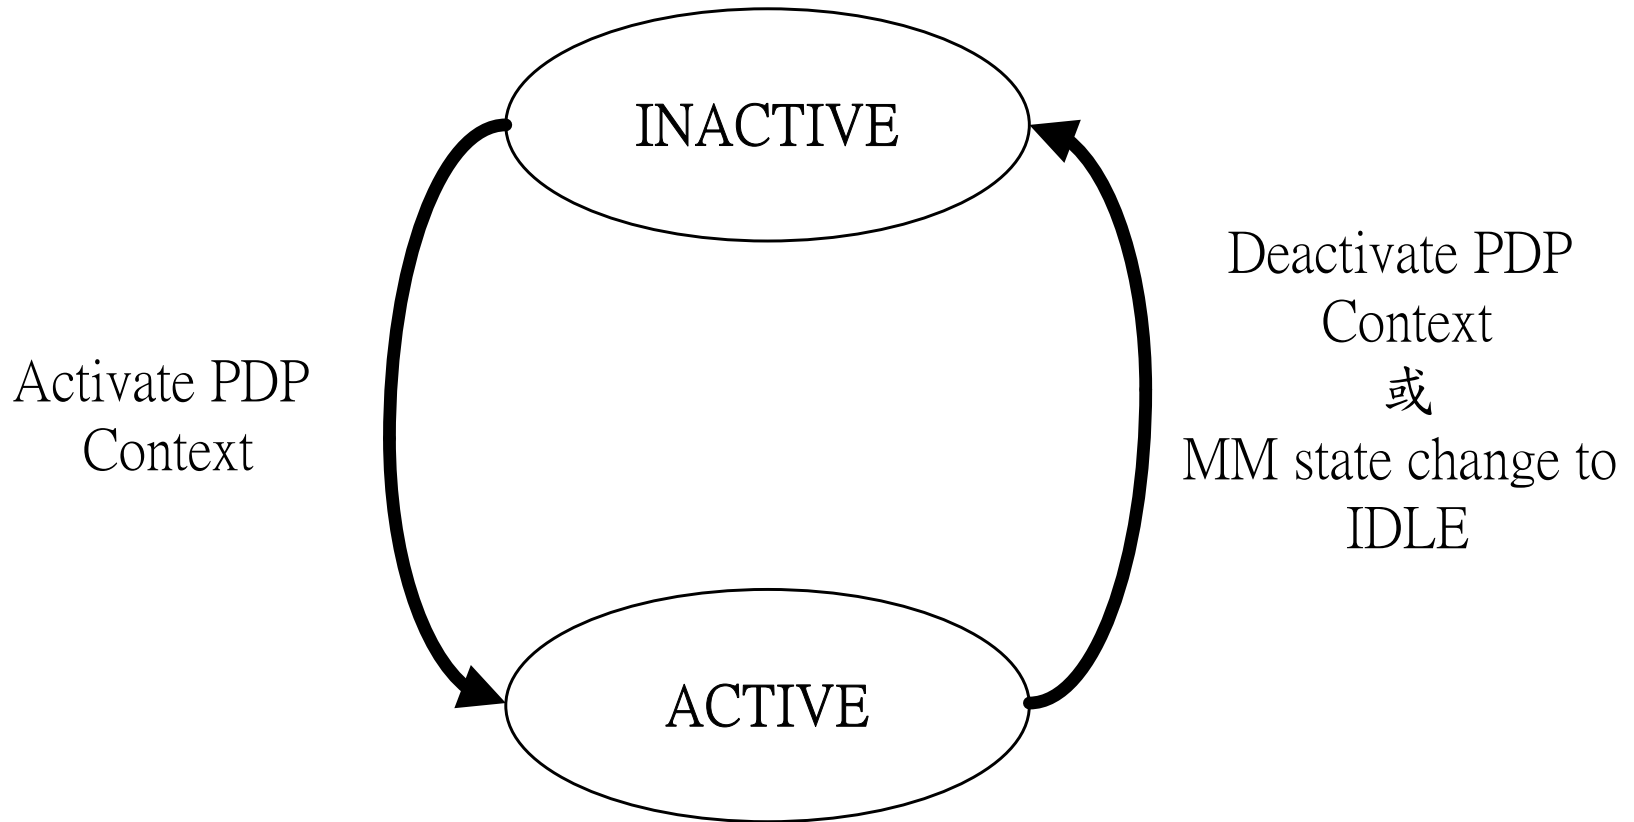 INACTIVE
Deactivate PDP
Context
或
MM state change to
IDLE
Activate PDP
Context
ACTIVE